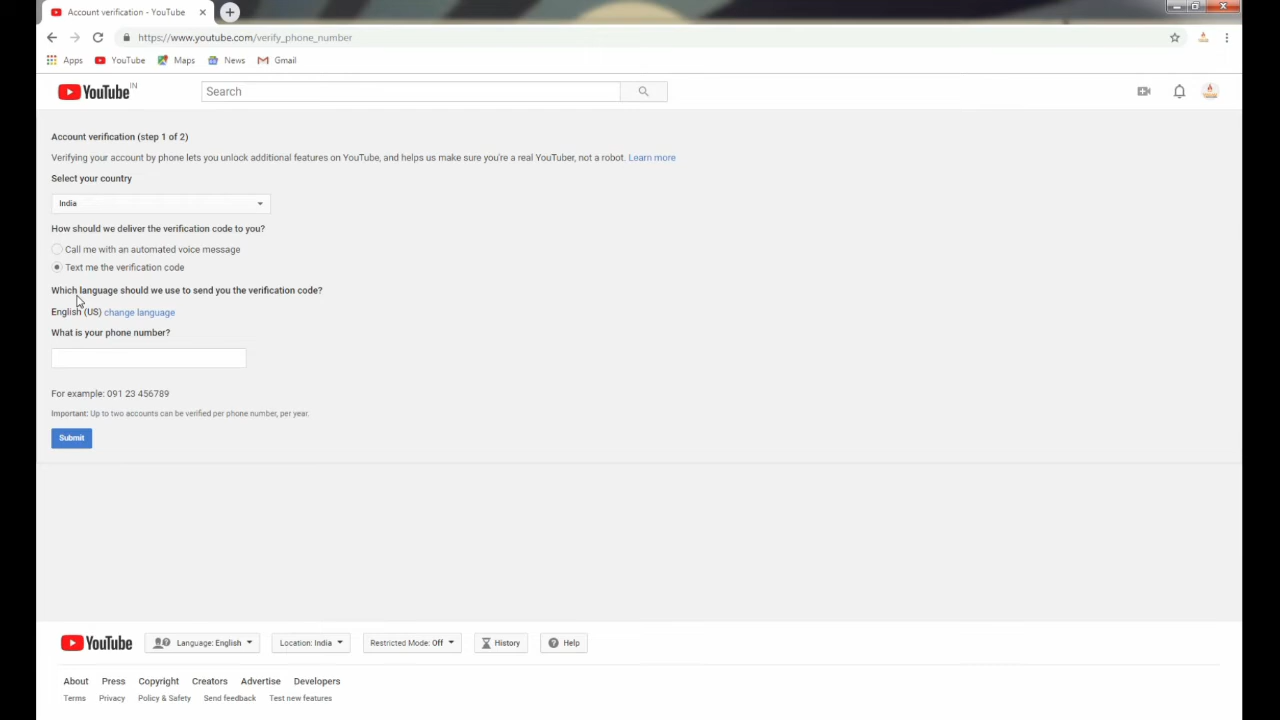 Account verification - YouTube
https://www.youtube.com/verify_phone_number
Apps YouTube Maps News Gmail
YouTube IN Search
Account verification (step 1 of 2)
Verifying your account by phone lets you unlock additional features on YouTube, and helps us make sure you're a real YouTuber, not a robot. Learn more
Select your country
India
How should we deliver the verification code to you?
Call me with an automated voice message
Text me the verification code
Which language should we use to send you the verification code?
English (US) change language
What is your phone number?
For example: 091 23 456789
Important: Up to two accounts can be verified per phone number, per year.
Submit
YouTube Language: English Location: India Restricted Mode: Off History Help
About Press Copyright Creators Advertise Developers
Terms Privacy Policy & Safety Send feedback Test new features